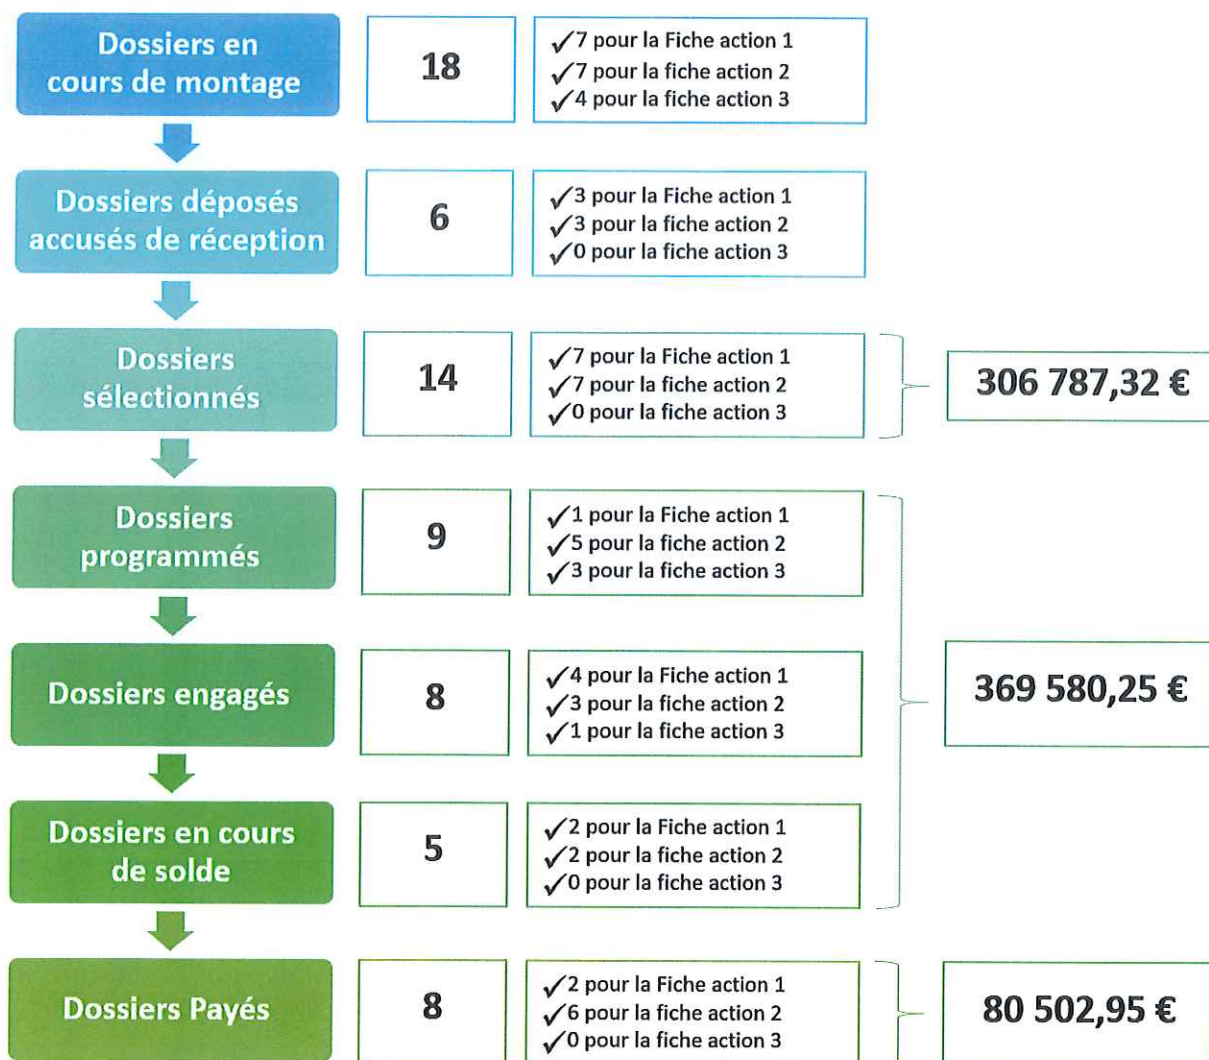 Dossiers en
cours de montage
18
✓7 pour la Fiche action 1
✓7 pour la fiche action 2
✓4 pour la fiche action 3
Dossiers déposés
accusés de réception
6
✓3 pour la Fiche action 1
✓3 pour la fiche action 2
✓0 pour la fiche action 3
Dossiers
sélectionnés
14
✓7 pour la Fiche action 1
✓7 pour la fiche action 2
✓0 pour la fiche action 3
306 787,32 €
Dossiers
programmés
9
✓1 pour la Fiche action 1
✓5 pour la fiche action 2
✓3 pour la fiche action 3
Dossiers engagés
8
✓4 pour la Fiche action 1
✓3 pour la fiche action 2
✓1 pour la fiche action 3
369 580,25 €
Dossiers en cours
de solde
5
✓2 pour la Fiche action 1
✓2 pour la fiche action 2
✓0 pour la fiche action 3
Dossiers Payés
8
✓2 pour la Fiche action 1
✓6 pour la fiche action 2
✓0 pour la fiche action 3
80 502,95 €